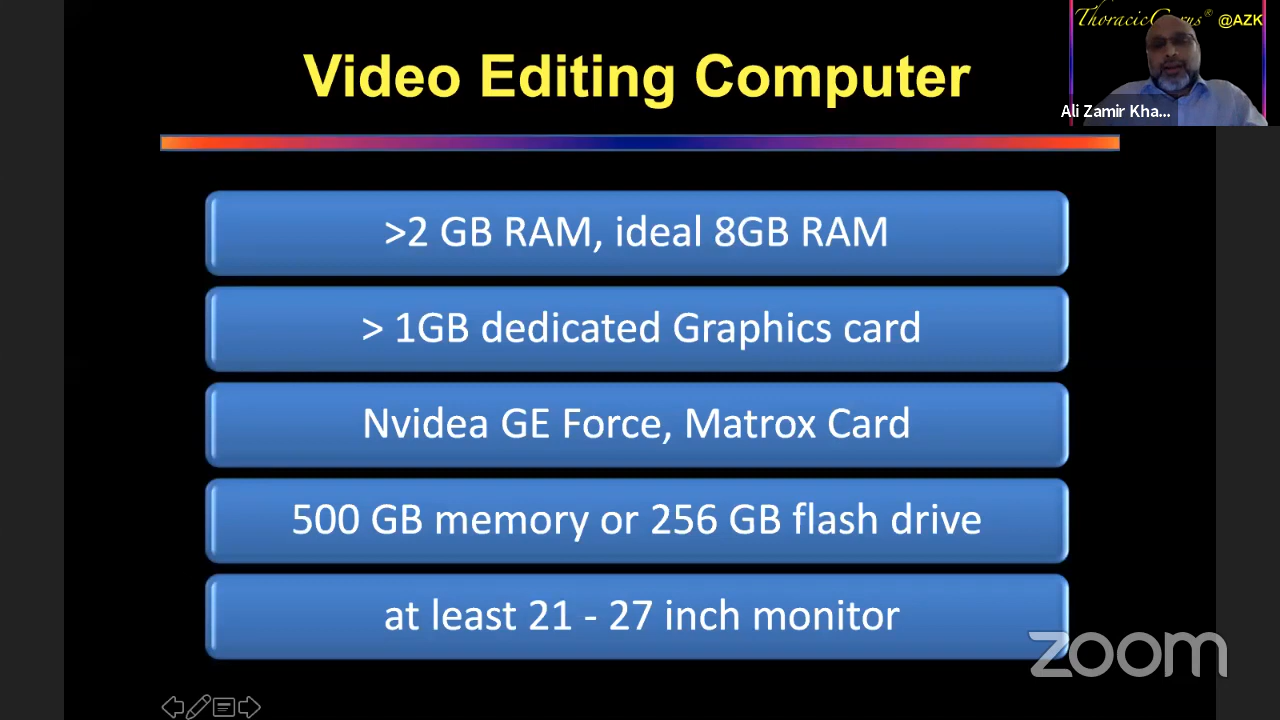 ThoracicGurus® @AZK
Video Editing Computer
Ali Zamir Kha...
>2 GB RAM, ideal 8GB RAM
> 1GB dedicated Graphics card
Nvidea GE Force, Matrox Card
500 GB memory or 256 GB flash drive
at least 21 - 27 inch monitor
zoom